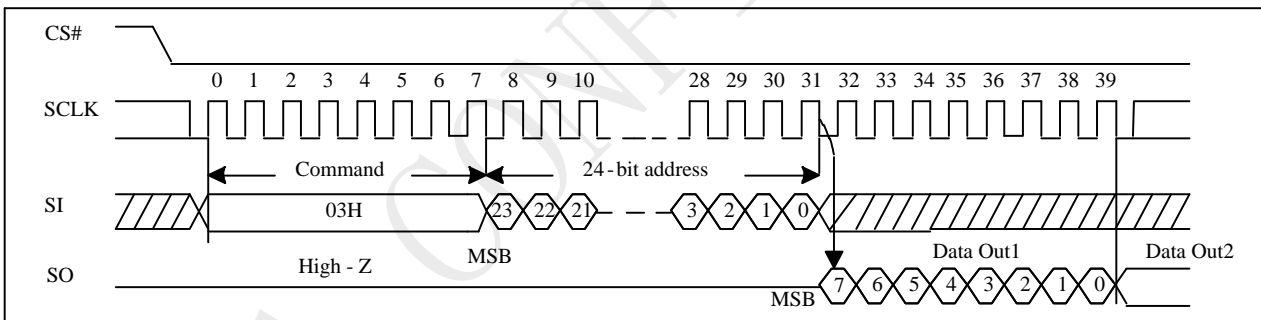 CS#
0 1 2 3 4 5 6 7 8 9 10 28 29 30 31 32 33 34 35 36 37 38 39
SCLK
Command 24-bit address
SI 03H 23 22 21 3 2 1 0
MSB Data Out1 Data Out2
High - Z
SO 7 6 5 4 3 2 1 0
MSB